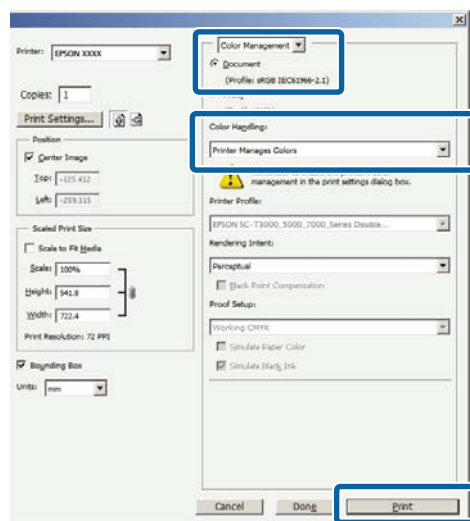 Printer: EPSON XXXX
Copies: 1
Print Settings...
Position
Center Image
Top: -125.412
Left: -259.115
Scaled Print Size
Scale to Fit Media
Scale: 100%
Height: 541.8
Width: 722.4
Print Resolution: 72 PPI
Bounding Box
Units: mm
Color Management
Document
(Profile: sRGB IEC61966-2.1)
Color Handling:
Printer Manages Colors
management in the print settings dialog box.
Printer Profile:
EPSON SC-T3000_5000_7000_Series Double...
Rendering Intent:
Perceptual
Black Point Compensation
Proof Setup:
Working CMYK
Simulate Paper Color
Simulate Black Ink
Cancel
Done
Print